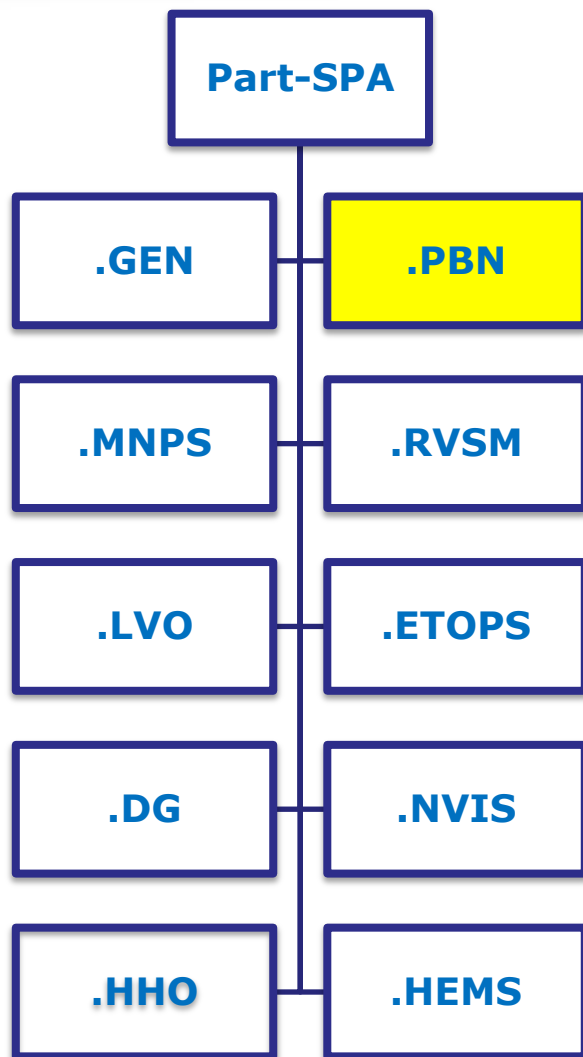 Part-SPA
.GEN
.PBN
.MNPS
.RVSM
.LVO
.ETOPS
.DG
.NVIS
.HHO
.HEMS